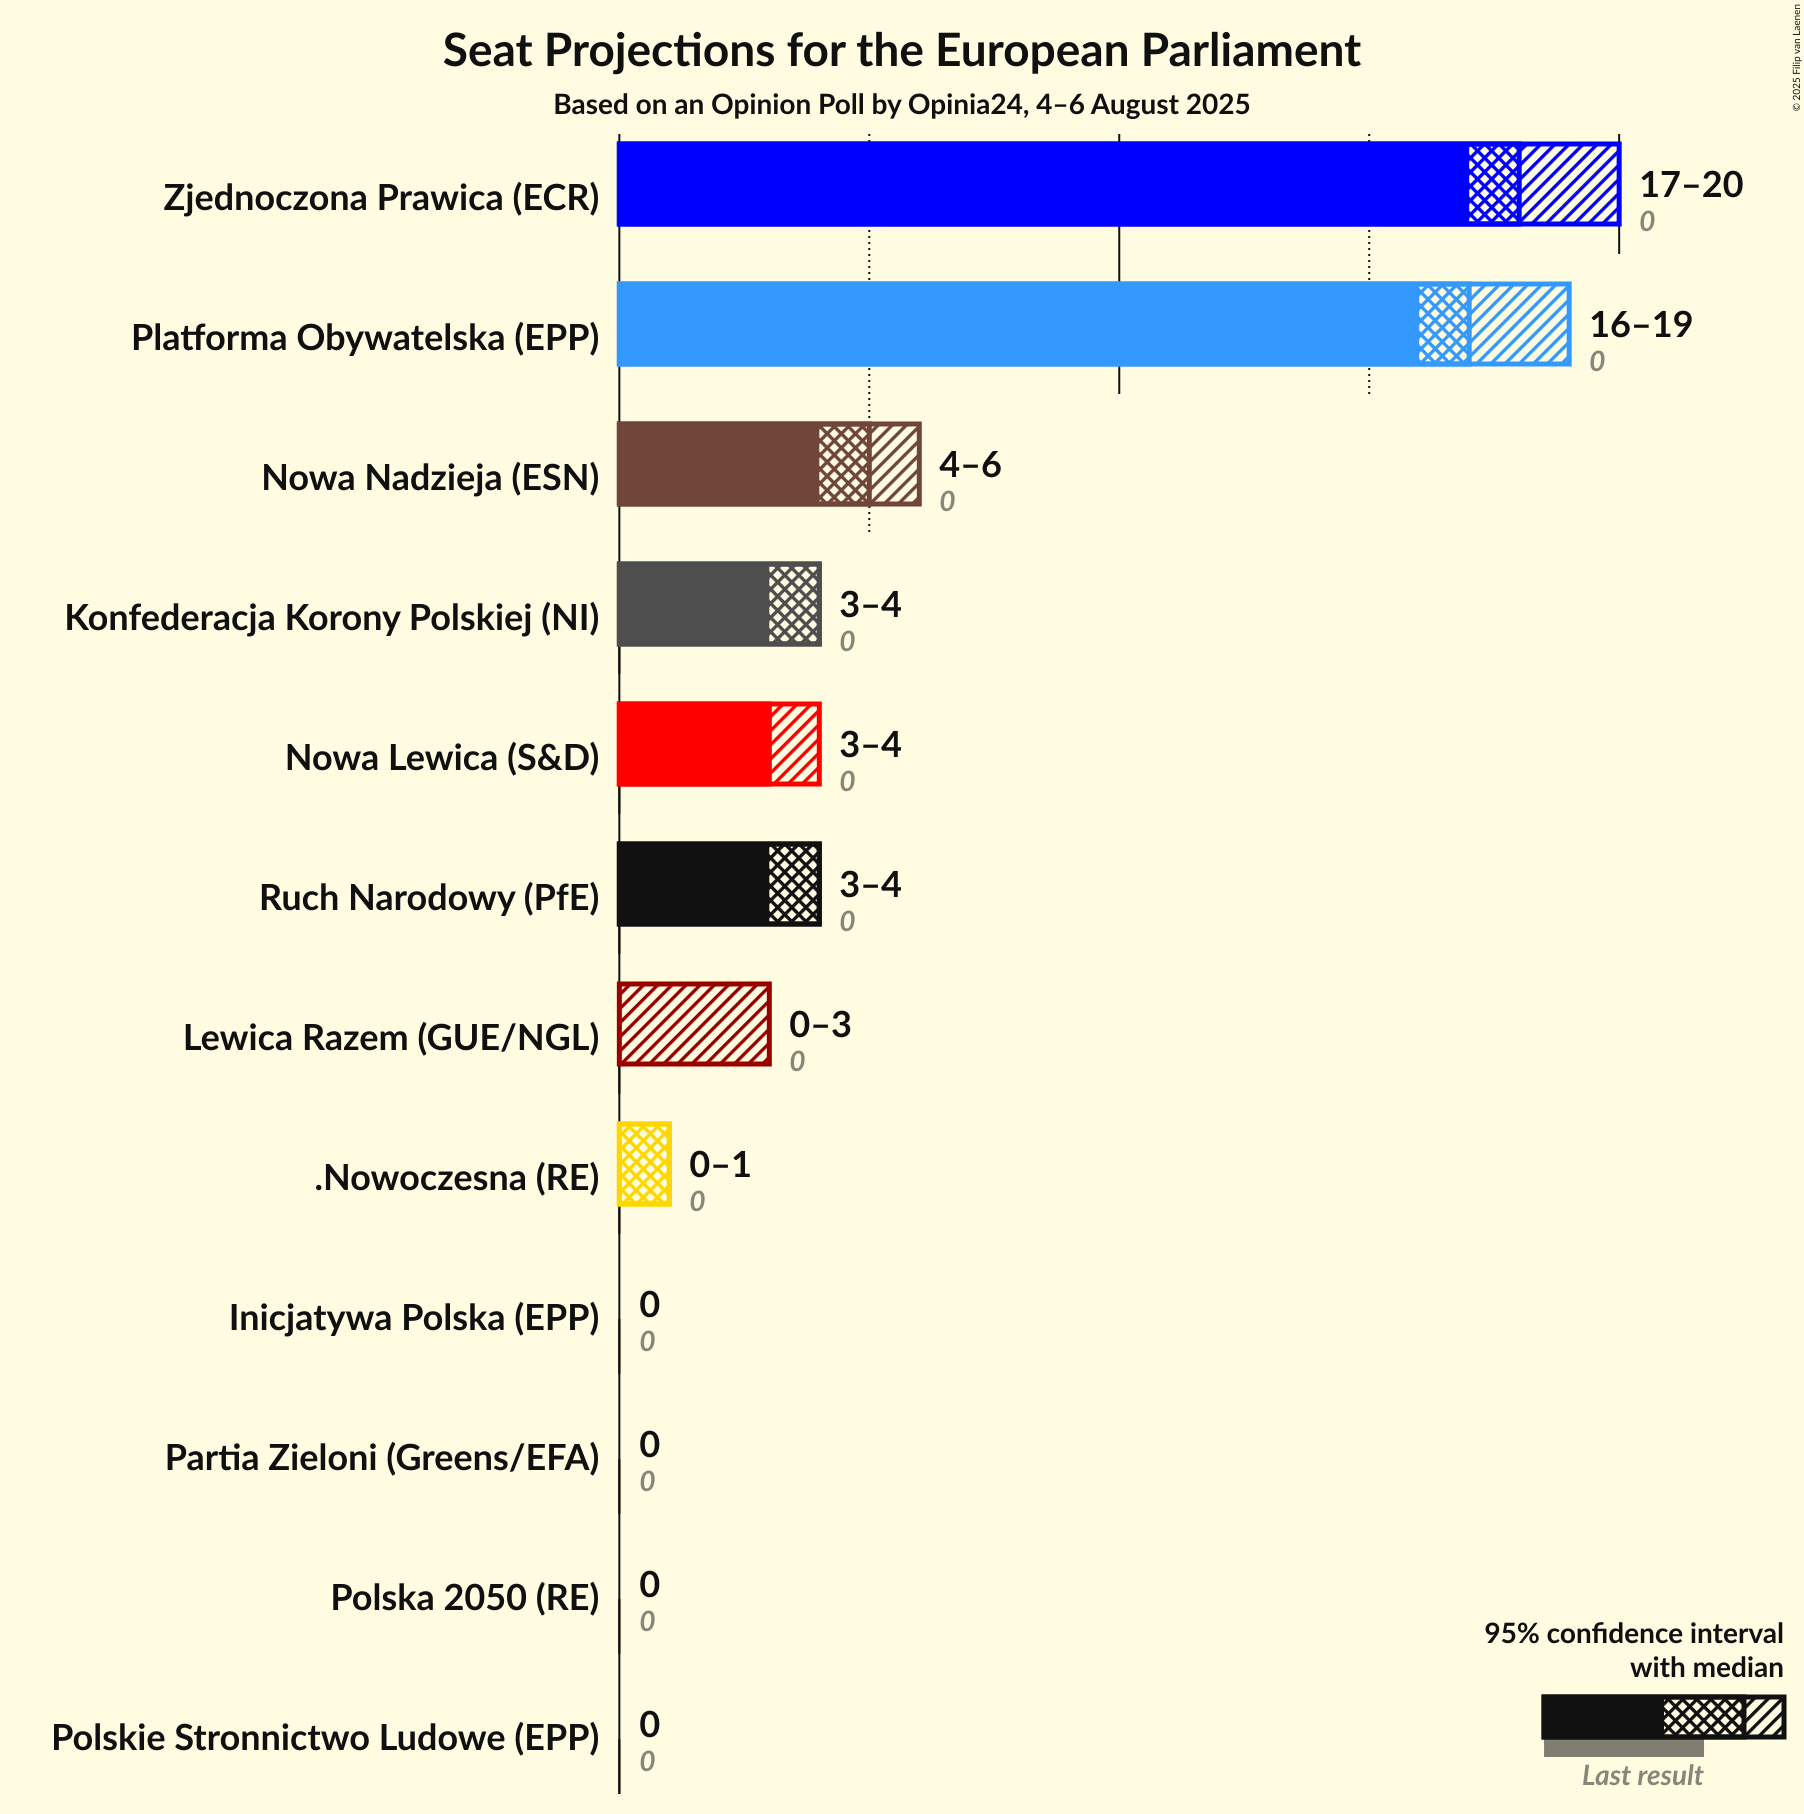 Seat Projections for the European Parliament
Based on an Opinion Poll by Opinia24, 4–6 August 2025
© 2025 Filip van Laenen
Zjednoczona Prawica (ECR)
17–20
0
Platforma Obywatelska (EPP)
16–19
0
Nowa Nadzieja (ESN)
4–6
0
Konfederacja Korony Polskiej (NI)
3–4
0
Nowa Lewica (S&D)
3–4
0
Ruch Narodowy (PfE)
3–4
0
Lewica Razem (GUE/NGL)
0–3
0
.Nowoczesna (RE)
0–1
0
Inicjatywa Polska (EPP)
0
0
Partia Zieloni (Greens/EFA)
0
0
Polska 2050 (RE)
0
0
Polskie Stronnictwo Ludowe (EPP)
0
0
95% confidence interval
with median
Last result